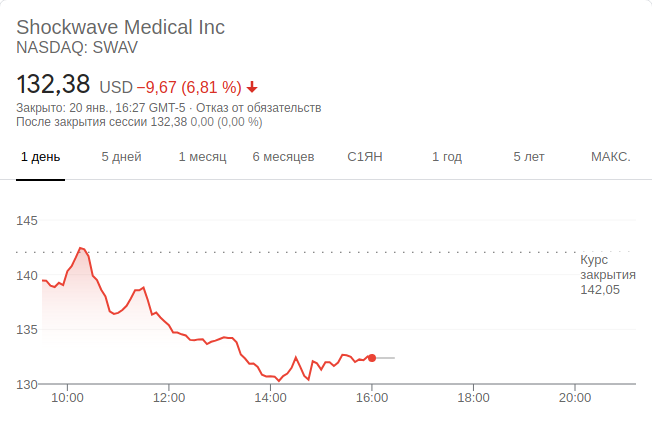 Shockwave Medical Inc
NASDAQ: SWAV
132,38 USD −9,67 (6,81 %)
Закрыто: 20 янв., 16:27 GMT-5 · Отказ от обязательств
После закрытия сессии 132,38 0,00 (0,00 %)
1 день 5 дней 1 месяц 6 месяцев С1ЯН 1 год 5 лет МАКС.
145
Курс
закрытия
142,05
140
135
130
10:00 12:00 14:00 16:00 18:00 20:00